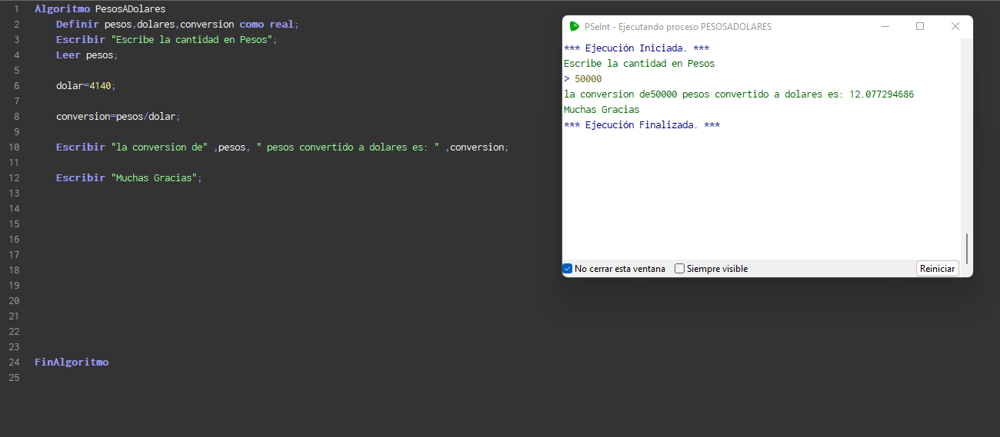 1 Algoritmo PesosADolares
2 Definir pesos,dolares,conversion como real;
3 Escribir "Escribe la cantidad en Pesos";
4 Leer pesos;
5
6 dolar=4140;
7
8 conversion=pesos/dolar;
9
10 Escribir "la conversion de" ,pesos, " pesos convertido a dolares es: " ,conversion;
11
12 Escribir "Muchas Gracias";
13
14
15
16
17
18
19
20
21
22
23
24 FinAlgoritmo
25
PSeInt - Ejecutando proceso PESOSADOLARES
*** Ejecución Iniciada. ***
Escribe la cantidad en Pesos
> 50000
la conversion de50000 pesos convertido a dolares es: 12.077294686
Muchas Gracias
*** Ejecución Finalizada. ***
No cerrar esta ventana Siempre visible Reiniciar